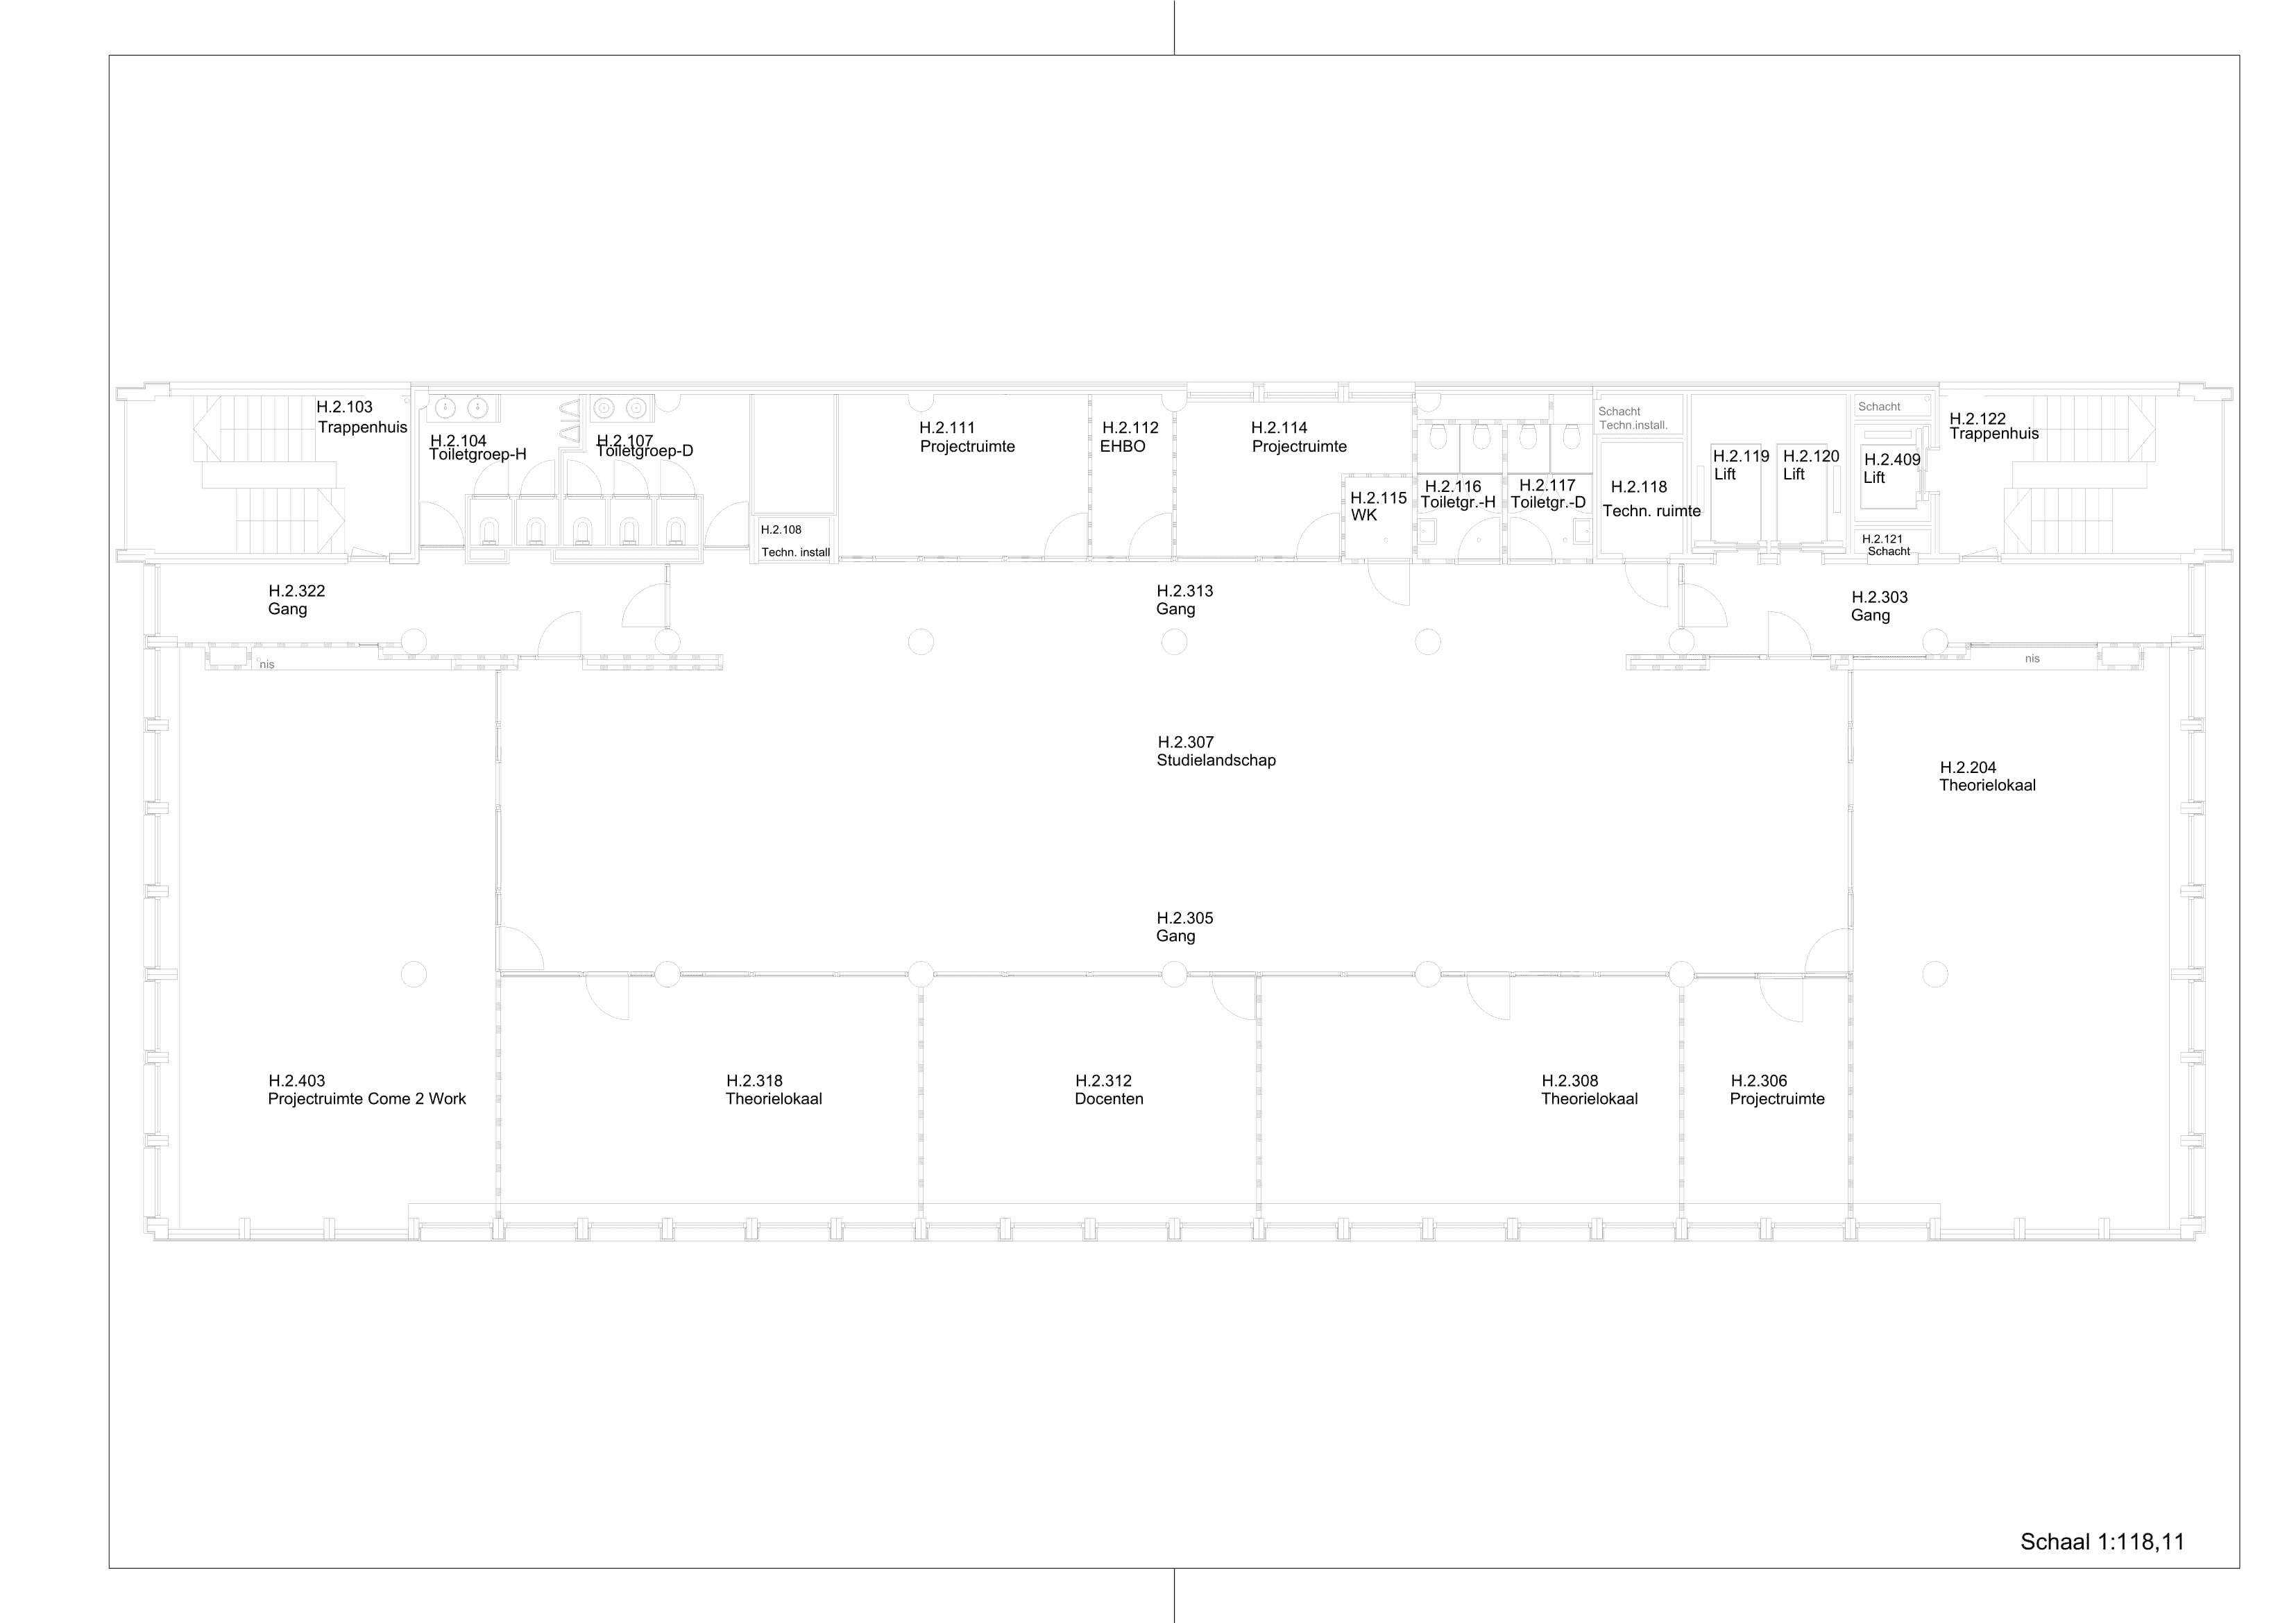 H.2.103
Trappenhuis
H.2.104
Toiletgroep-H
H.2.107
Toiletgroep-D
H.2.108
Techn. install
H.2.111
Projectruimte
H.2.112
EHBO
H.2.114
Projectruimte
H.2.115
WK
H.2.116
Toiletgr.-H
H.2.117
Toiletgr.-D
Schacht
Techn.install.
H.2.118
Techn. ruimte
H.2.119
Lift
H.2.120
Lift
Schacht
H.2.409
Lift
H.2.121
Schacht
H.2.122
Trappenhuis
H.2.322
Gang
H.2.313
Gang
H.2.303
Gang
nis
nis
H.2.307
Studielandschap
H.2.204
Theorielokaal
H.2.305
Gang
H.2.403
Projectruimte Come 2 Work
H.2.318
Theorielokaal
H.2.312
Docenten
H.2.308
Theorielokaal
H.2.306
Projectruimte
Schaal 1:118,11